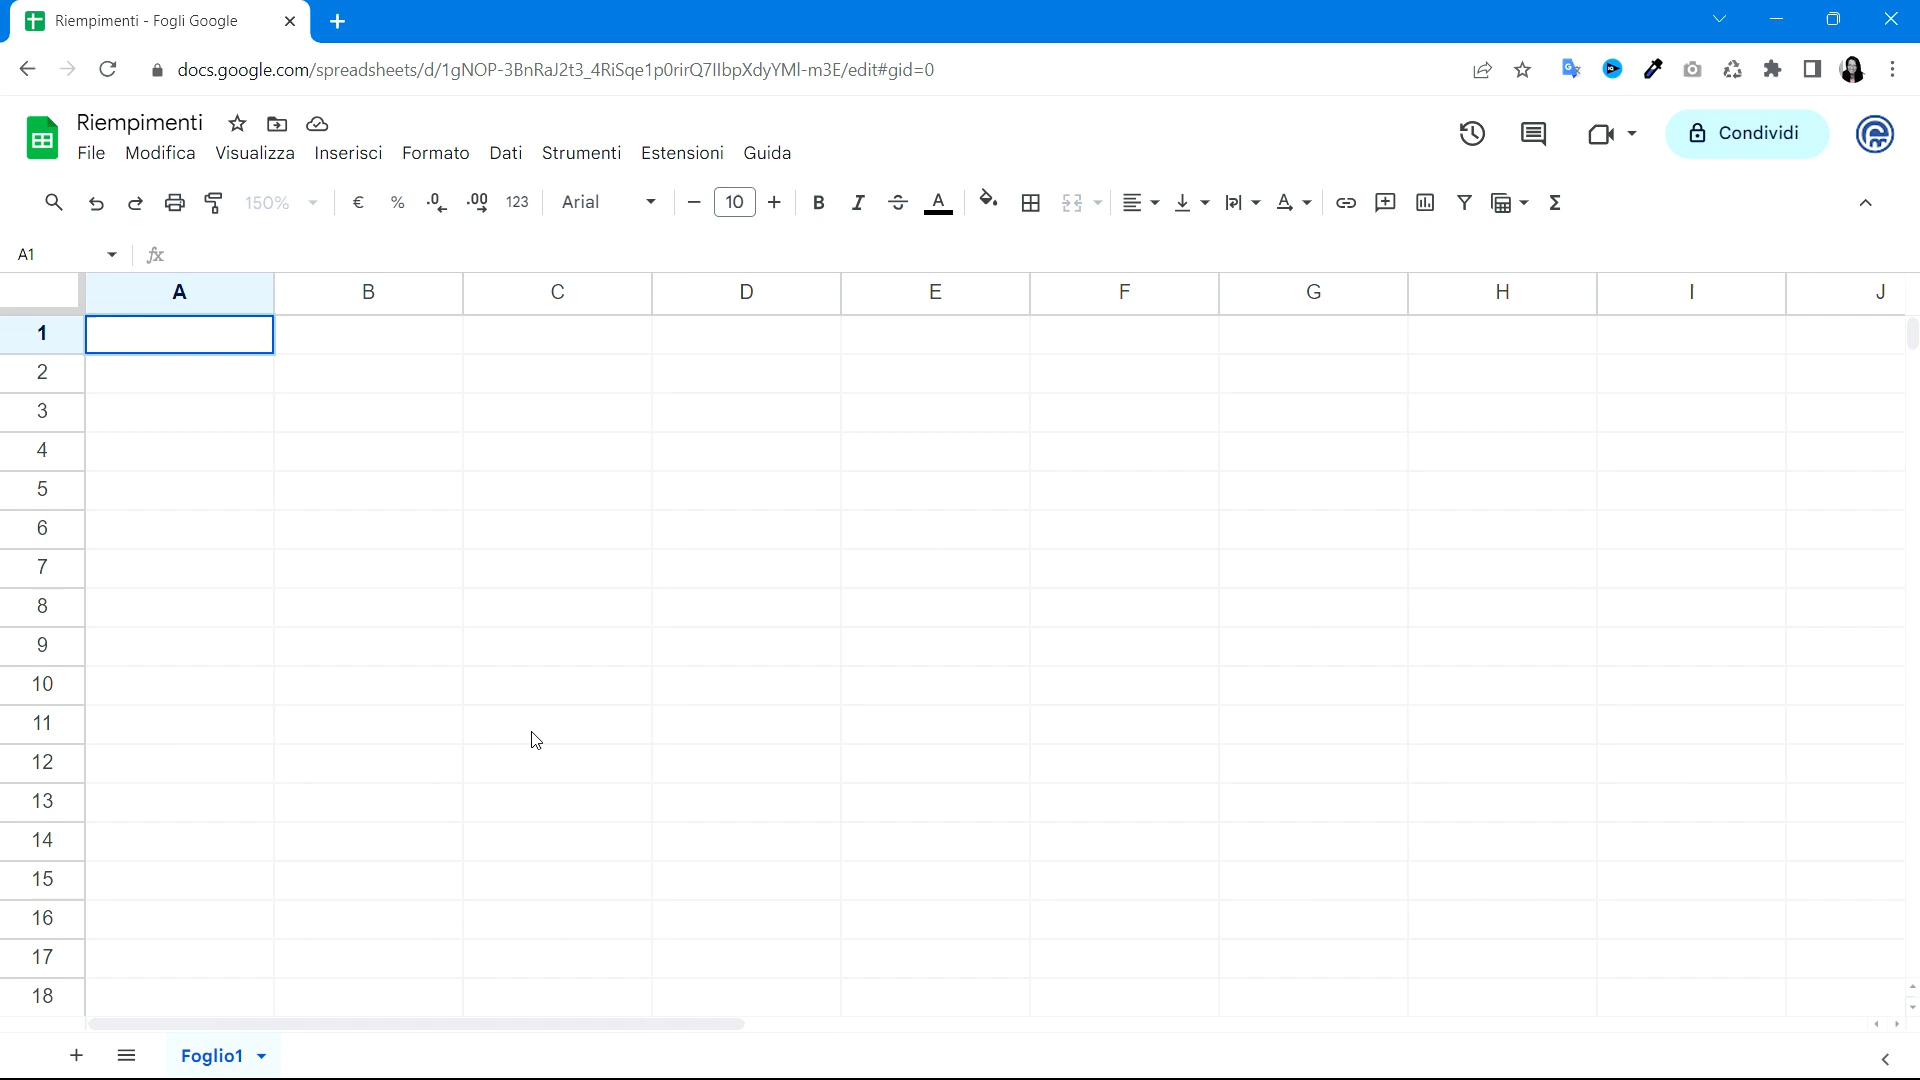 Riempimenti - Fogli Google
docs.google.com/spreadsheets/d/1gNOP-3BnRaJ2t3_4RiSqe1p0rirQ7IIbpXdyYMI-m3E/edit#gid=0
Riempimenti
File Modifica Visualizza Inserisci Formato Dati Strumenti Estensioni Guida
Condividi
150% € % .0 .00 123 Arial 10 B I S A
A1 fx
A B C D E F G H I J
1
2
3
4
5
6
7
8
9
10
11
12
13
14
15
16
17
18
Foglio1